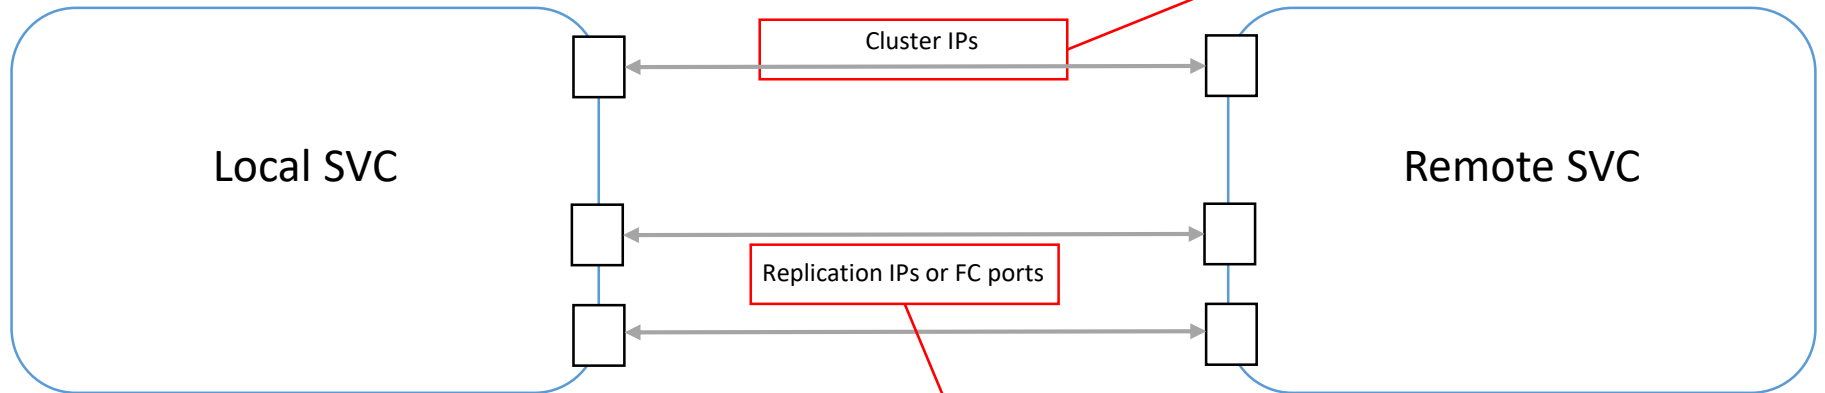 Cluster IPs
Local SVC
Remote SVC
Replication IPs or FC ports